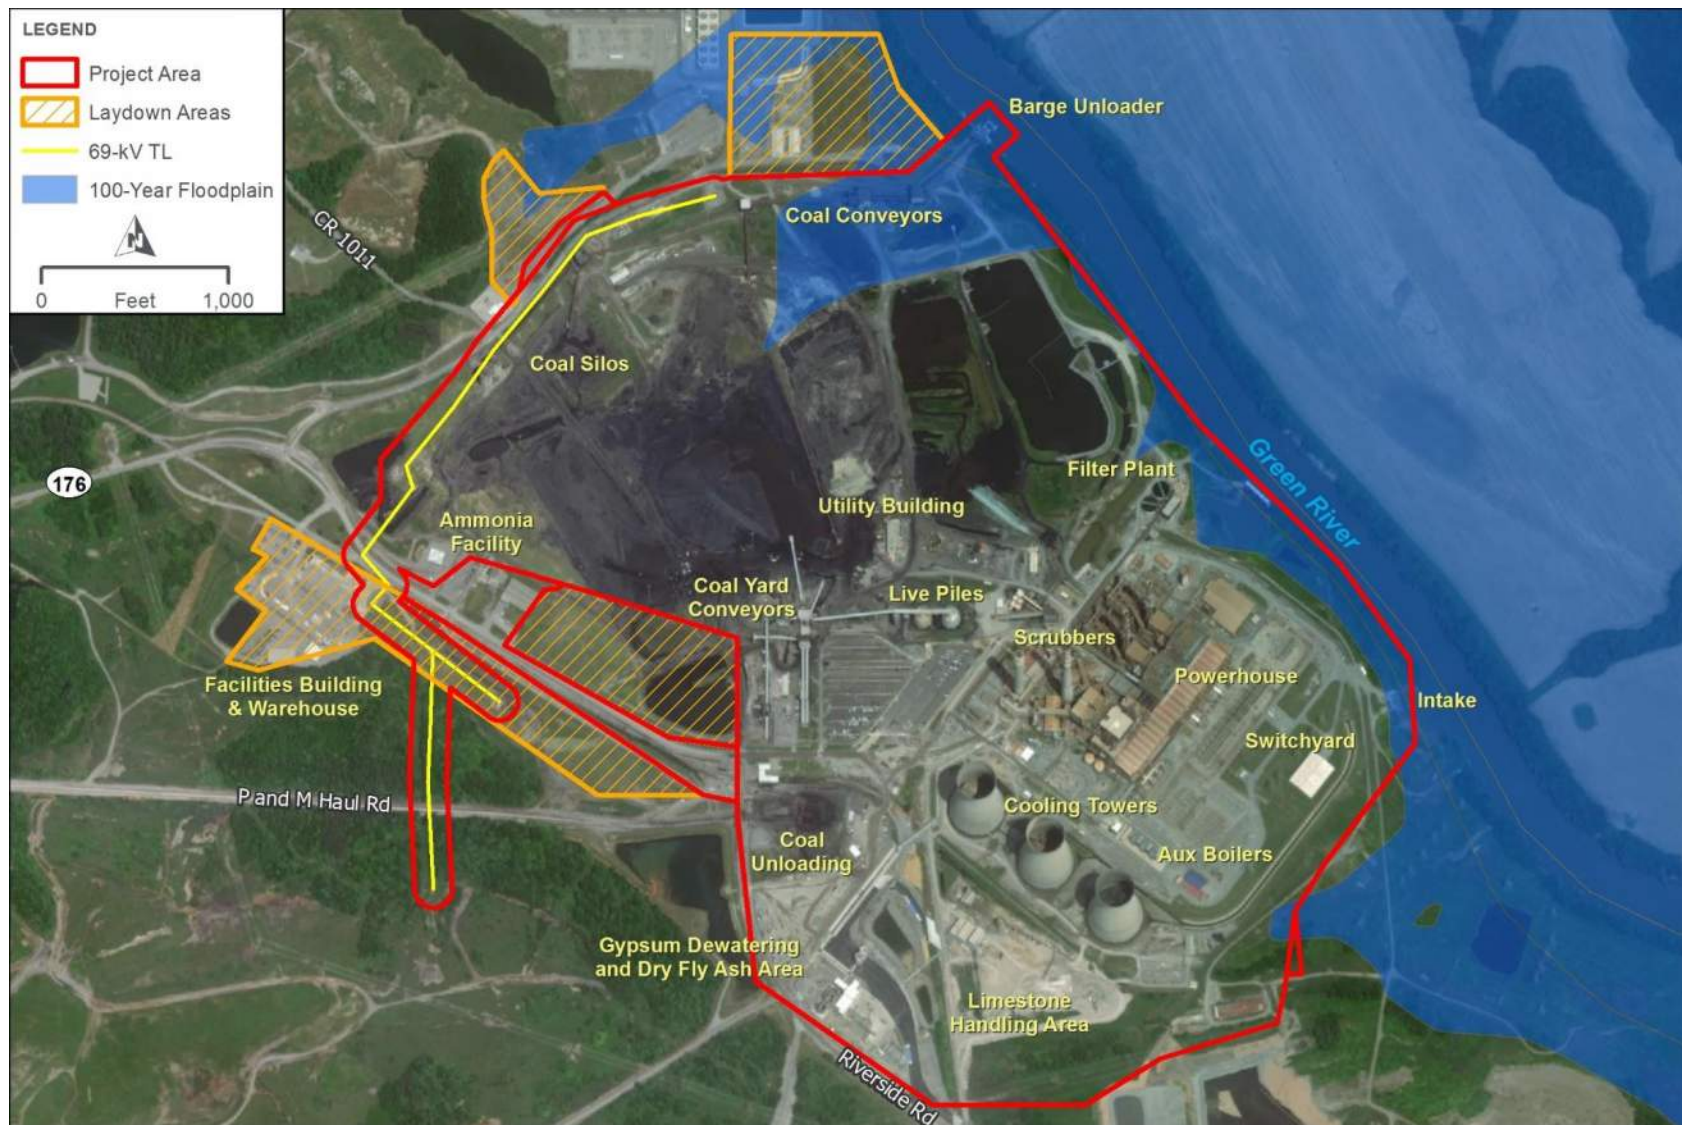 LEGEND
Project Area
Laydown Areas
69-kV TL
100-Year Floodplain
N
0 Feet 1,000
Barge Unloader
Coal Conveyors
CR 1011
Coal Silos
Green River
176
Filter Plant
Utility Building
Ammonia
Facility
Coal Yard
Conveyors
Live Piles
Scrubbers
Powerhouse
Facilities Building
& Warehouse
Intake
Switchyard
P and M Haul Rd
Cooling Towers
Coal
Unloading
Aux Boilers
Gypsum Dewatering
and Dry Fly Ash Area
Limestone
Handling Area
Riverside Rd